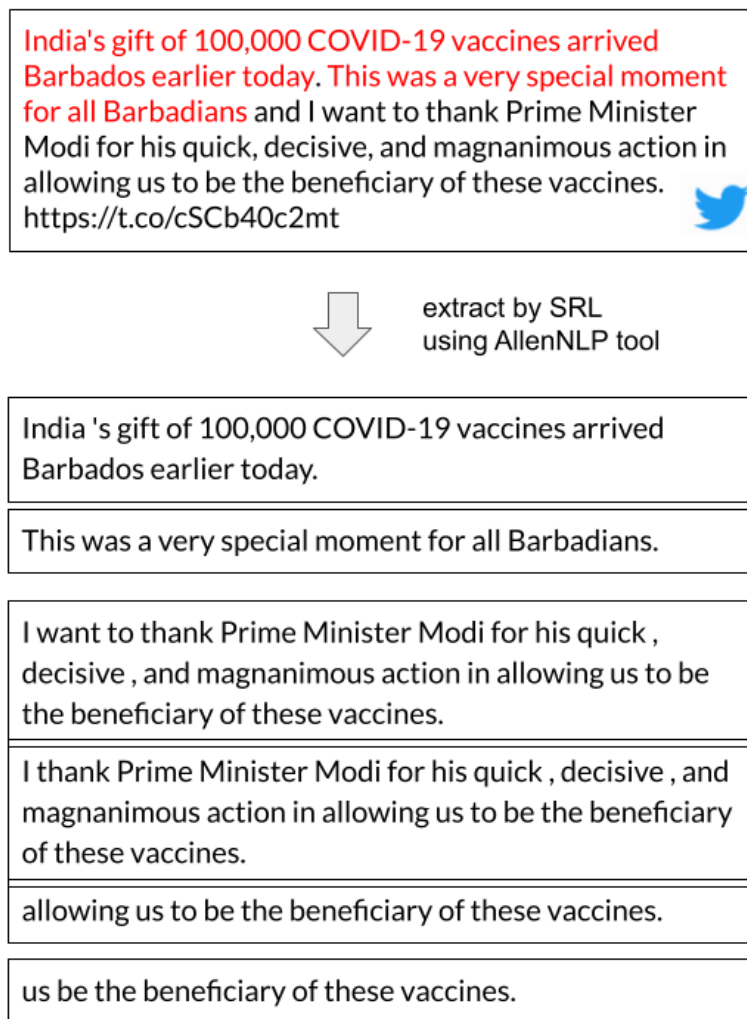 India's gift of 100,000 COVID-19 vaccines arrived
Barbados earlier today. This was a very special moment
for all Barbadians and I want to thank Prime Minister
Modi for his quick, decisive, and magnanimous action in
allowing us to be the beneficiary of these vaccines.
https://t.co/cSCb40c2mt
extract by SRL
using AllenNLP tool
India 's gift of 100,000 COVID-19 vaccines arrived
Barbados earlier today.
This was a very special moment for all Barbadians.
I want to thank Prime Minister Modi for his quick ,
decisive , and magnanimous action in allowing us to be
the beneficiary of these vaccines.
I thank Prime Minister Modi for his quick , decisive , and
magnanimous action in allowing us to be the beneficiary
of these vaccines.
allowing us to be the beneficiary of these vaccines.
us be the beneficiary of these vaccines.